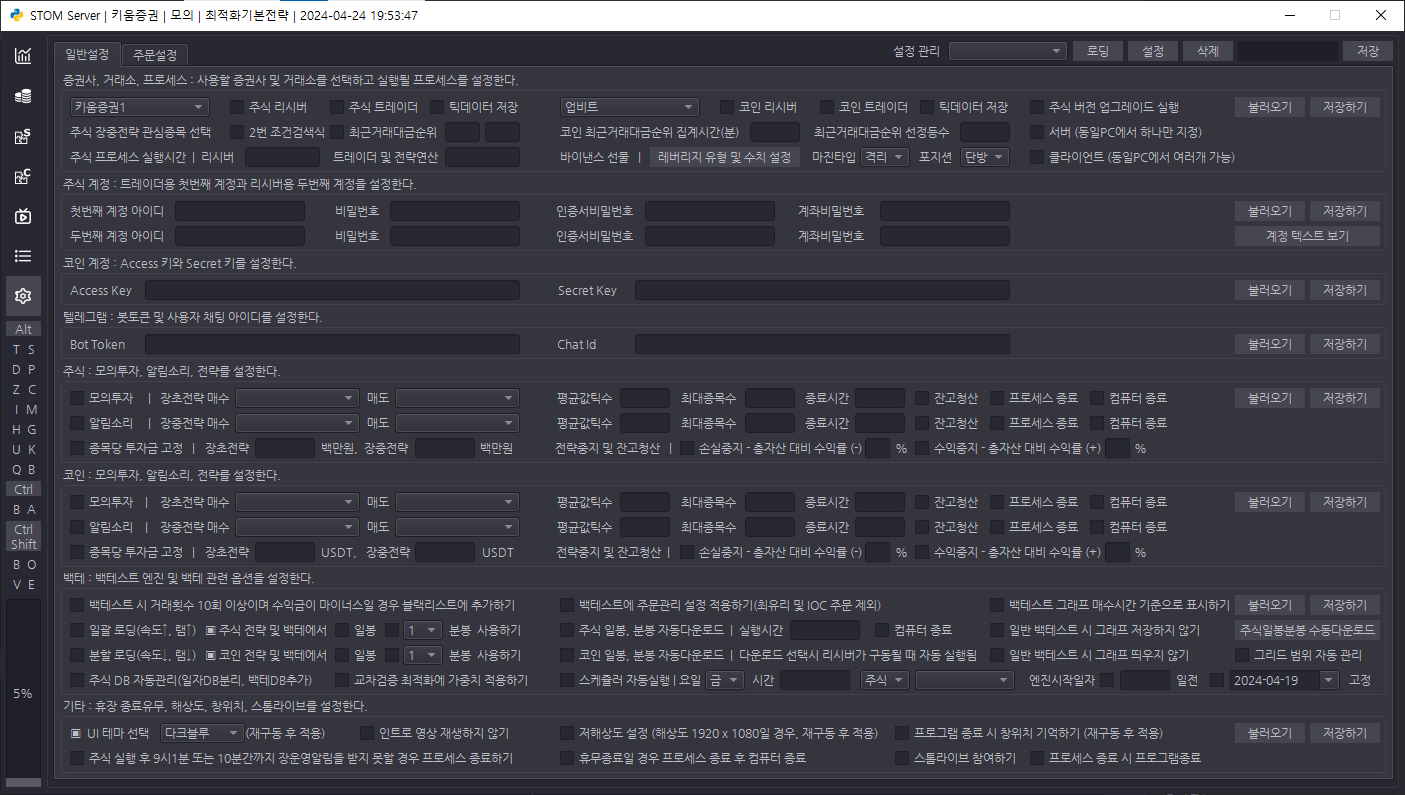 STOM Server | 키움증권 | 모의 | 최적화기본전략 | 2024-04-24 19:53:47
일반설정 주문설정 설정 관리 로딩 설정 삭제 저장
증권사, 거래소, 프로세스 : 사용할 증권사 및 거래소를 선택하고 실행될 프로세스를 설정한다.
키움증권1 주식 리시버 주식 트레이더 틱데이터 저장 업비트 코인 리시버 코인 트레이더 틱데이터 저장 주식 버전 업그레이드 실행 불러오기 저장하기
주식 장중전략 관심종목 선택 2번 조건검색식 최근거래대금순위 코인 최근거래대금순위 집계시간(분) 최근거래대금순위 선정등수 서버 (동일PC에서 하나만 지정)
주식 프로세스 실행시간 | 리시버 트레이더 및 전략연산 바이낸스 선물 | 레버리지 유형 및 수치 설정 마진타입 격리 포지션 단방 클라이언트 (동일PC에서 여러개 가능)
주식 계정 : 트레이더용 첫번째 계정과 리시버용 두번째 계정을 설정한다.
첫번째 계정 아이디 비밀번호 인증서비밀번호 계좌비밀번호 불러오기 저장하기
두번째 계정 아이디 비밀번호 인증서비밀번호 계좌비밀번호 계정 텍스트 보기
코인 계정 : Access 키와 Secret 키를 설정한다.
Access Key Secret Key 불러오기 저장하기
텔레그램 : 봇토큰 및 사용자 채팅 아이디를 설정한다.
Bot Token Chat Id 불러오기 저장하기
주식 : 모의투자, 알림소리, 전략을 설정한다.
모의투자 | 장초전략 매수 매도 평균값틱수 최대종목수 종료시간 잔고청산 프로세스 종료 컴퓨터 종료 불러오기 저장하기
알림소리 | 장중전략 매수 매도 평균값틱수 최대종목수 종료시간 잔고청산 프로세스 종료 컴퓨터 종료
종목당 투자금 고정 | 장초전략 백만원, 장중전략 백만원 전략중지 및 잔고청산 | 손실중지 - 총자산 대비 수익률 (-) % 수익중지 - 총자산 대비 수익률 (+) %
코인 : 모의투자, 알림소리, 전략을 설정한다.
모의투자 | 장초전략 매수 매도 평균값틱수 최대종목수 종료시간 잔고청산 프로세스 종료 컴퓨터 종료 불러오기 저장하기
알림소리 | 장중전략 매수 매도 평균값틱수 최대종목수 종료시간 잔고청산 프로세스 종료 컴퓨터 종료
종목당 투자금 고정 | 장초전략 USDT, 장중전략 USDT 전략중지 및 잔고청산 | 손실중지 - 총자산 대비 수익률 (-) % 수익중지 - 총자산 대비 수익률 (+) %
백테 : 백테스트 엔진 및 백테 관련 옵션을 설정한다.
백테스트 시 거래횟수 10회 이상이며 수익금이 마이너스일 경우 블랙리스트에 추가하기 백테스트에 주문관리 설정 적용하기(최유리 및 IOC 주문 제외) 백테스트 그래프 매수시간 기준으로 표시하기 불러오기 저장하기
일괄 로딩(속도↑, 램↑) 주식 전략 및 백테에서 일봉 1 분봉 사용하기 주식 일봉, 분봉 자동다운로드 | 실행시간 컴퓨터 종료 일반 백테스트 시 그래프 저장하지 않기 주식일봉분봉 수동다운로드
분할 로딩(속도↓, 램↓) 코인 전략 및 백테에서 일봉 1 분봉 사용하기 코인 일봉, 분봉 자동다운로드 | 다운로드 선택시 리시버가 구동될 때 자동 실행됨 일반 백테스트 시 그래프 띄우지 않기 그리드 범위 자동 관리
주식 DB 자동관리(일자DB분리, 백테DB추가) 교차검증 최적화에 가중치 적용하기 스케쥴러 자동실행 | 요일 금 시간 주식 엔진시작일자 일전 2024-04-19 고정
기타 : 휴장 종료유무, 해상도, 창위치, 스톰라이브를 설정한다.
UI 테마 선택 다크블루 (재구동 후 적용) 인트로 영상 재생하지 않기 저해상도 설정 (해상도 1920 x 1080일 경우, 재구동 후 적용) 프로그램 종료 시 창위치 기억하기 (재구동 후 적용) 불러오기 저장하기
주식 실행 후 9시1분 또는 10분간까지 장운영알림을 받지 못할 경우 프로세스 종료하기 휴무종료일 경우 프로세스 종료 후 컴퓨터 종료 스톰라이브 참여하기 프로세스 종료 시 프로그램종료
S
C
Alt
T S
D P
Z C
I M
H G
U K
Q B
Ctrl
B A
Ctrl
Shift
B O
V E
5%